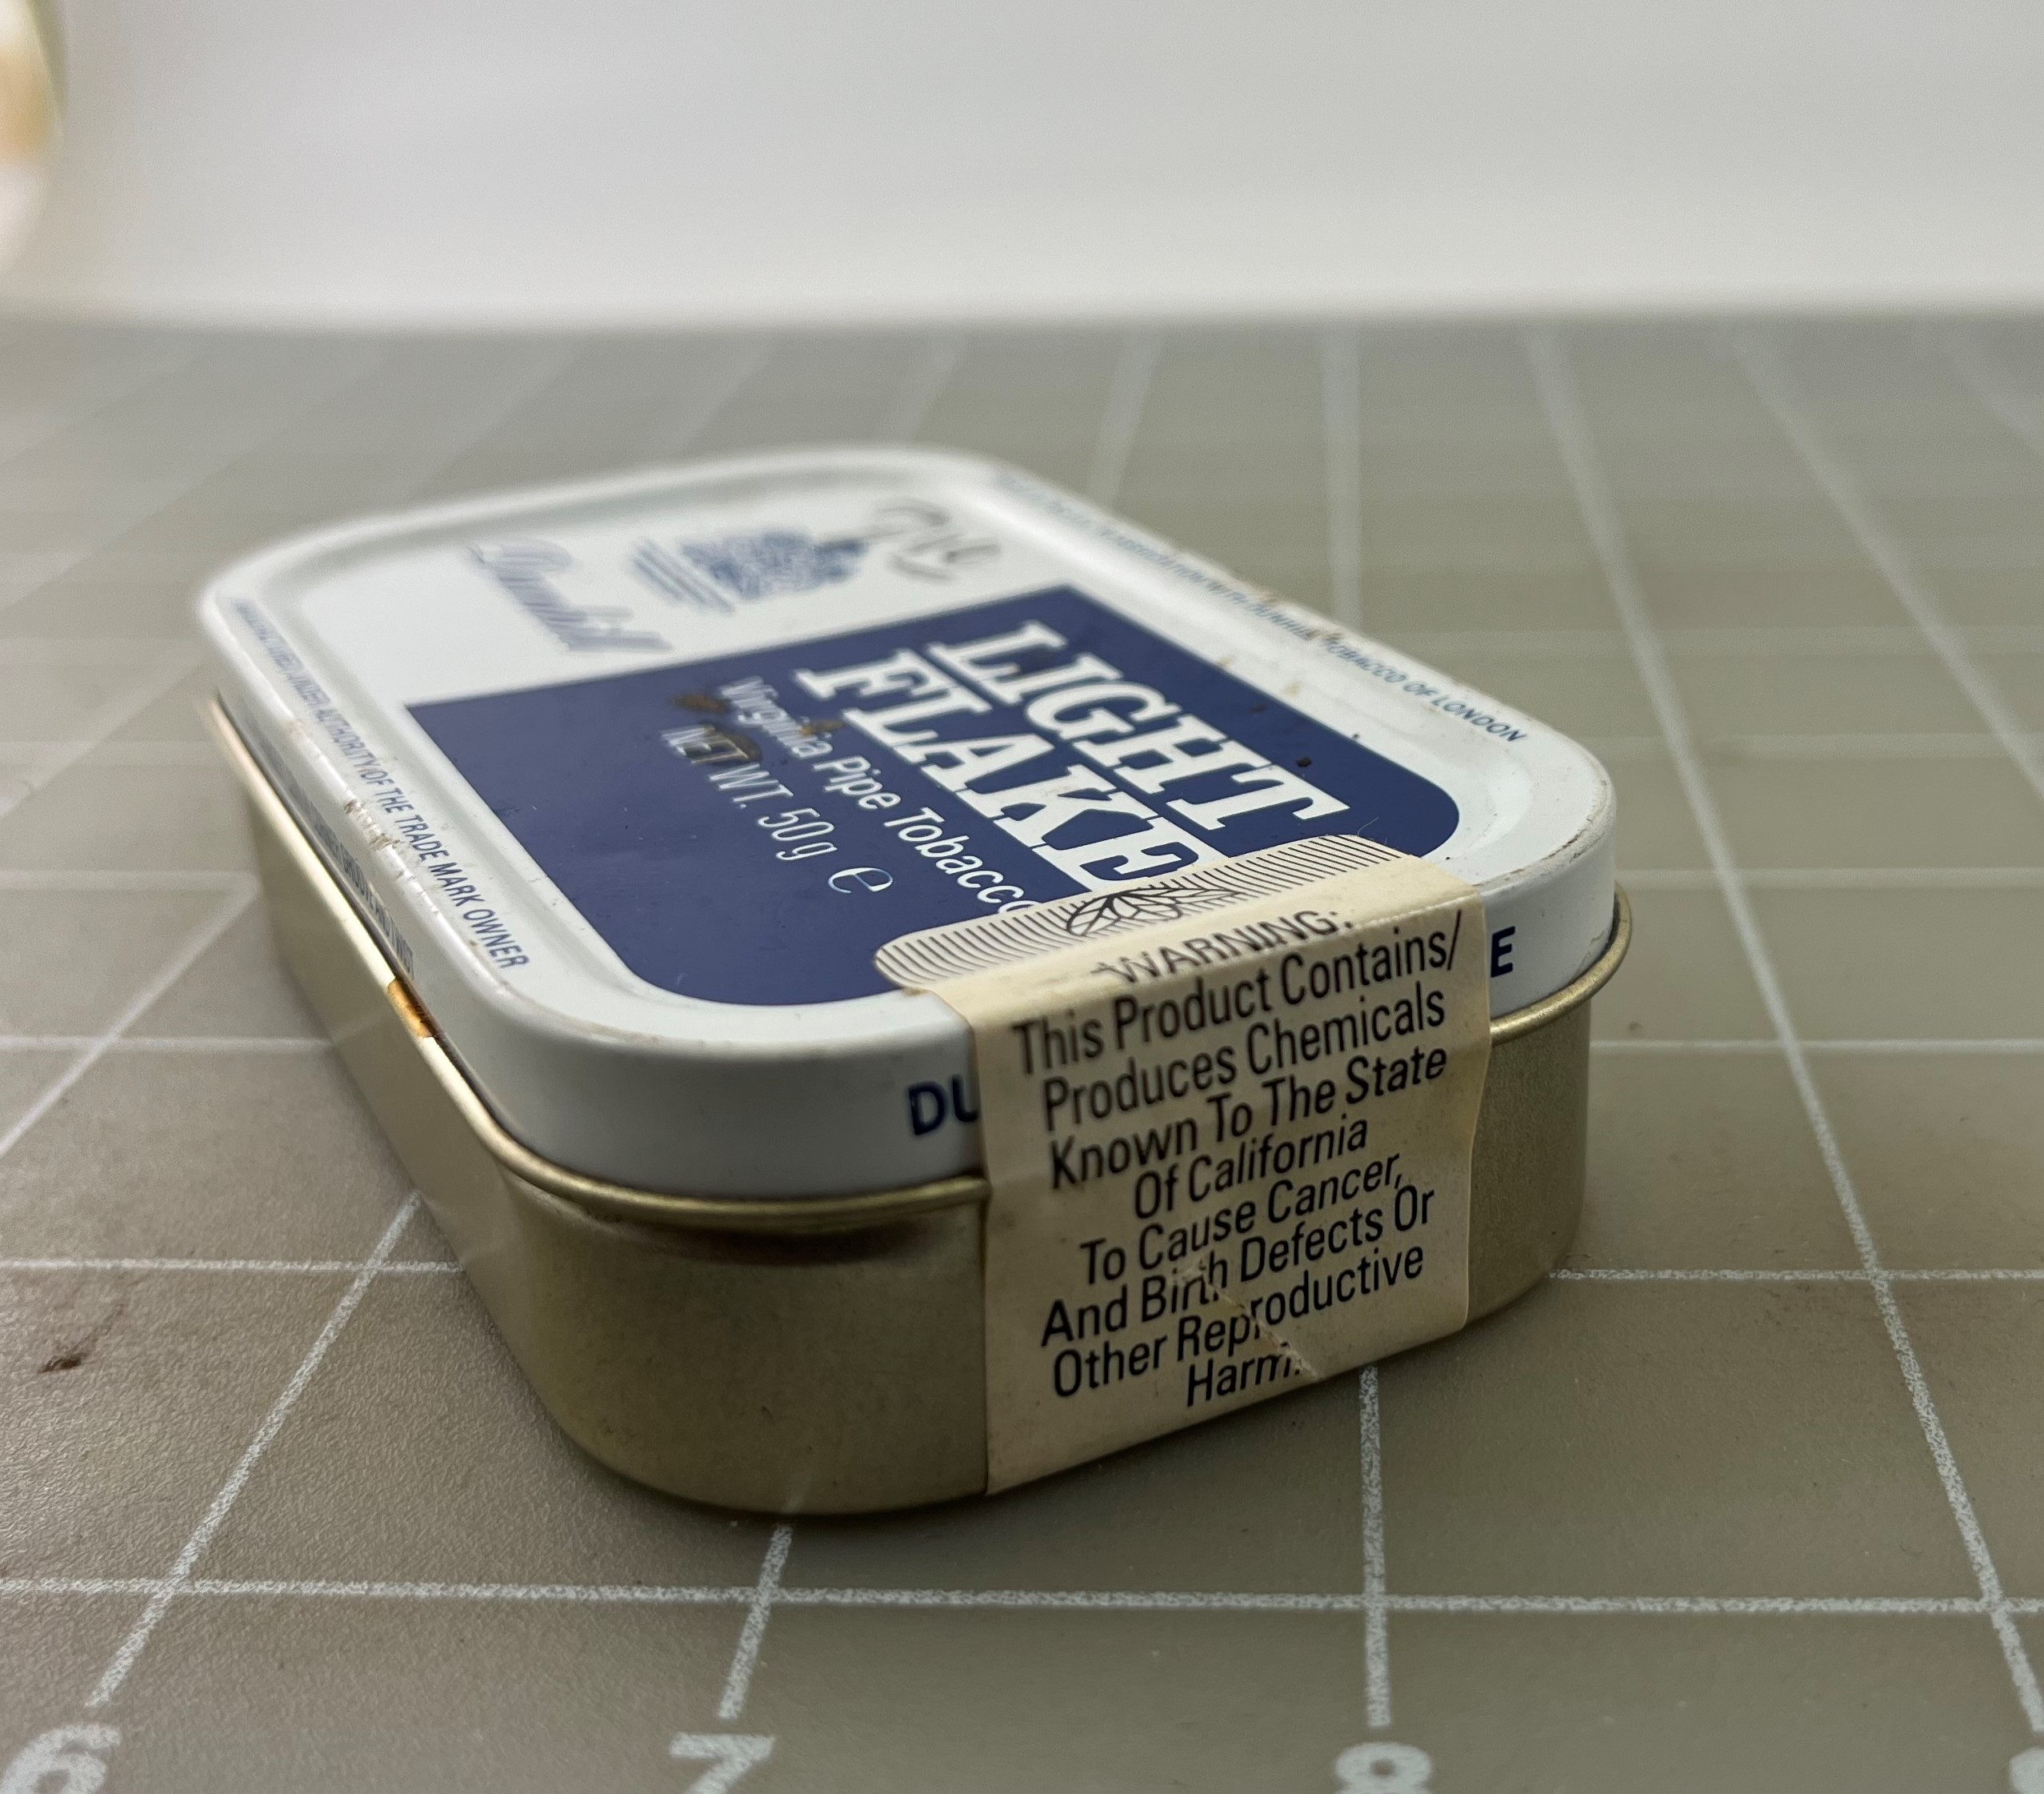 Dunhill
LIGHT
FLAKE
Virginia Pipe Tobacco
NET WT. 50g ℮
TOBACCO OF LONDON
AUTHORITY OF THE TRADE MARK OWNER
DU
E
WARNING:
This Product Contains/
Produces Chemicals
Known To The State
Of California
To Cause Cancer,
And Birth Defects Or
Other Reproductive
Harm.
6
7
8